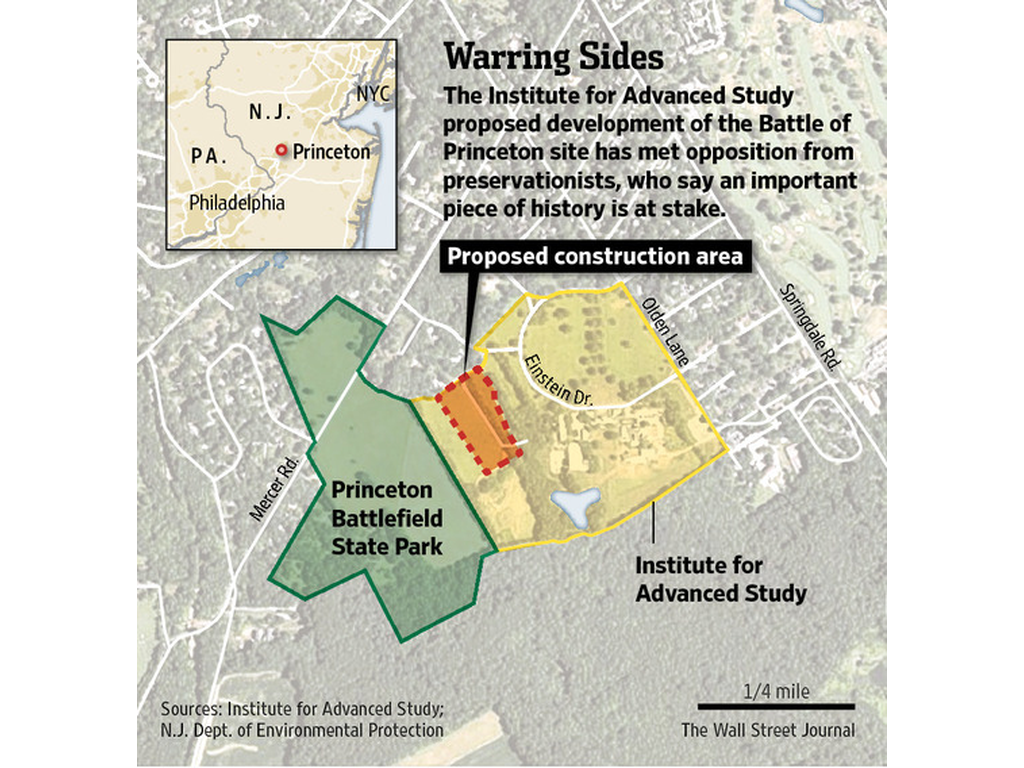 Warring Sides
The Institute for Advanced Study
proposed development of the Battle of
Princeton site has met opposition from
preservationists, who say an important
piece of history is at stake.
NYC
N.J.
PA.
Princeton
Philadelphia
Proposed construction area
Olden Lane
Springdale Rd.
Einstein Dr.
Mercer Rd.
Princeton
Battlefield
State Park
Institute for
Advanced Study
1/4 mile
Sources: Institute for Advanced Study;
N.J. Dept. of Environmental Protection
The Wall Street Journal